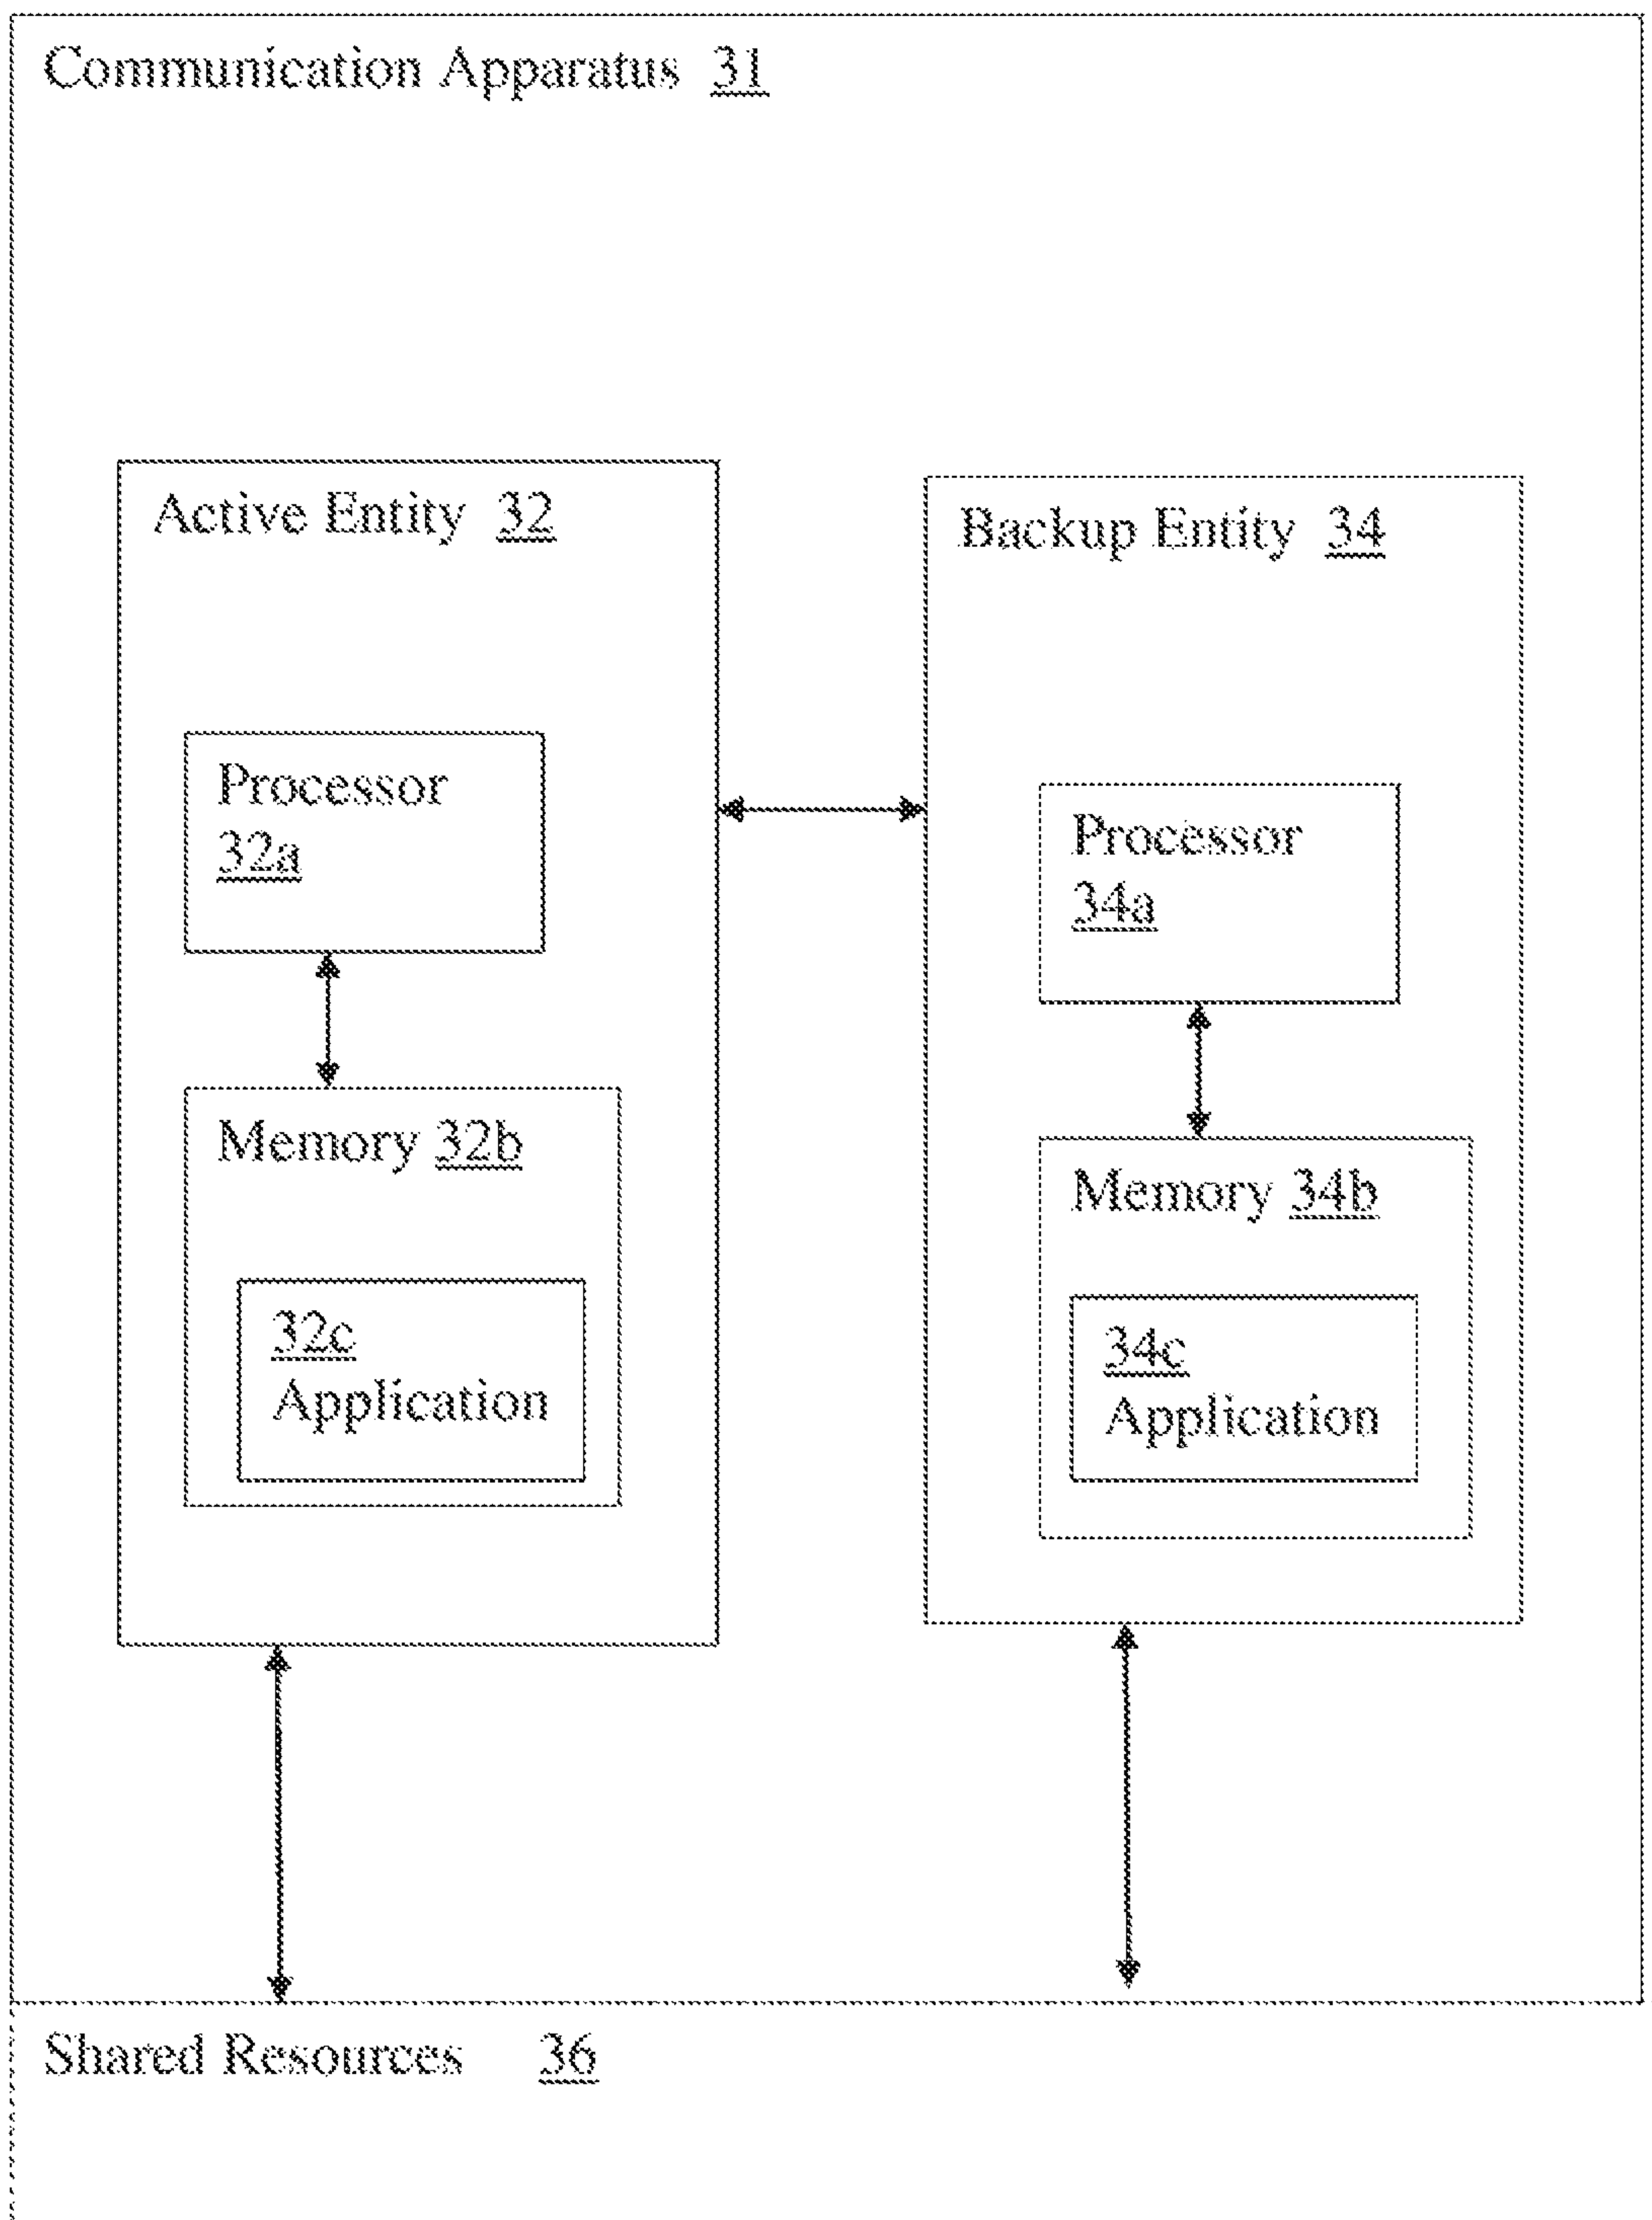 Communication Apparatus 31
Active Entity 32
Processor
32a
Memory 32b
32c
Application
Backup Entity 34
Processor
34a
Memory 34b
34c
Application
Shared Resources 36